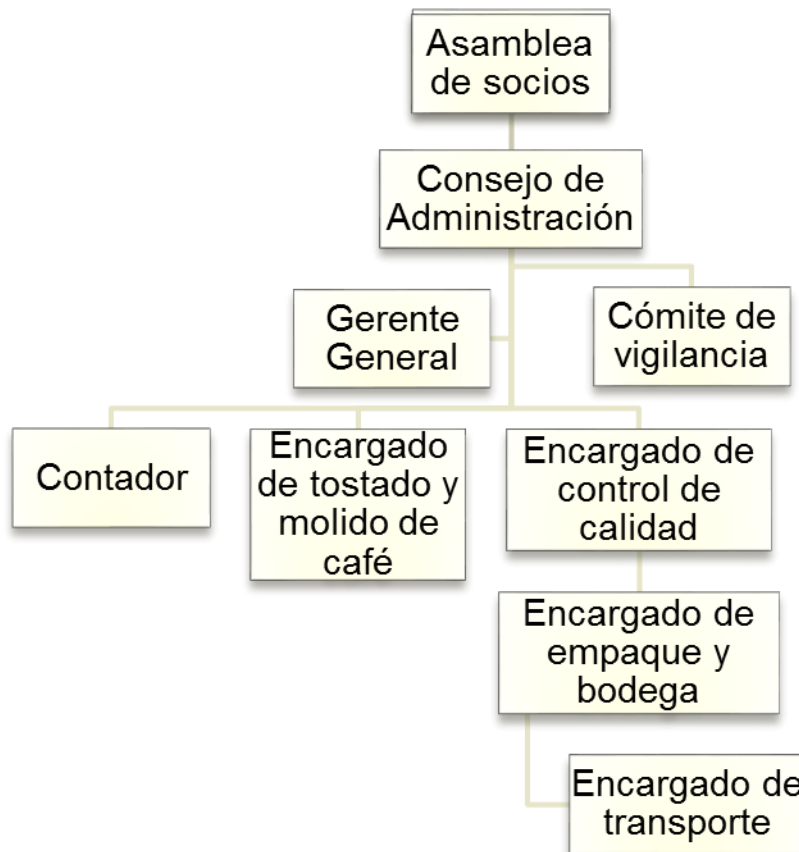 Asamblea
de socios
Consejo de
Administración
Gerente
General
Cómite de
vigilancia
Contador
Encargado
de tostado y
molido de
café
Encargado de
control de
calidad
Encargado de
empaque y
bodega
Encargado de
transporte